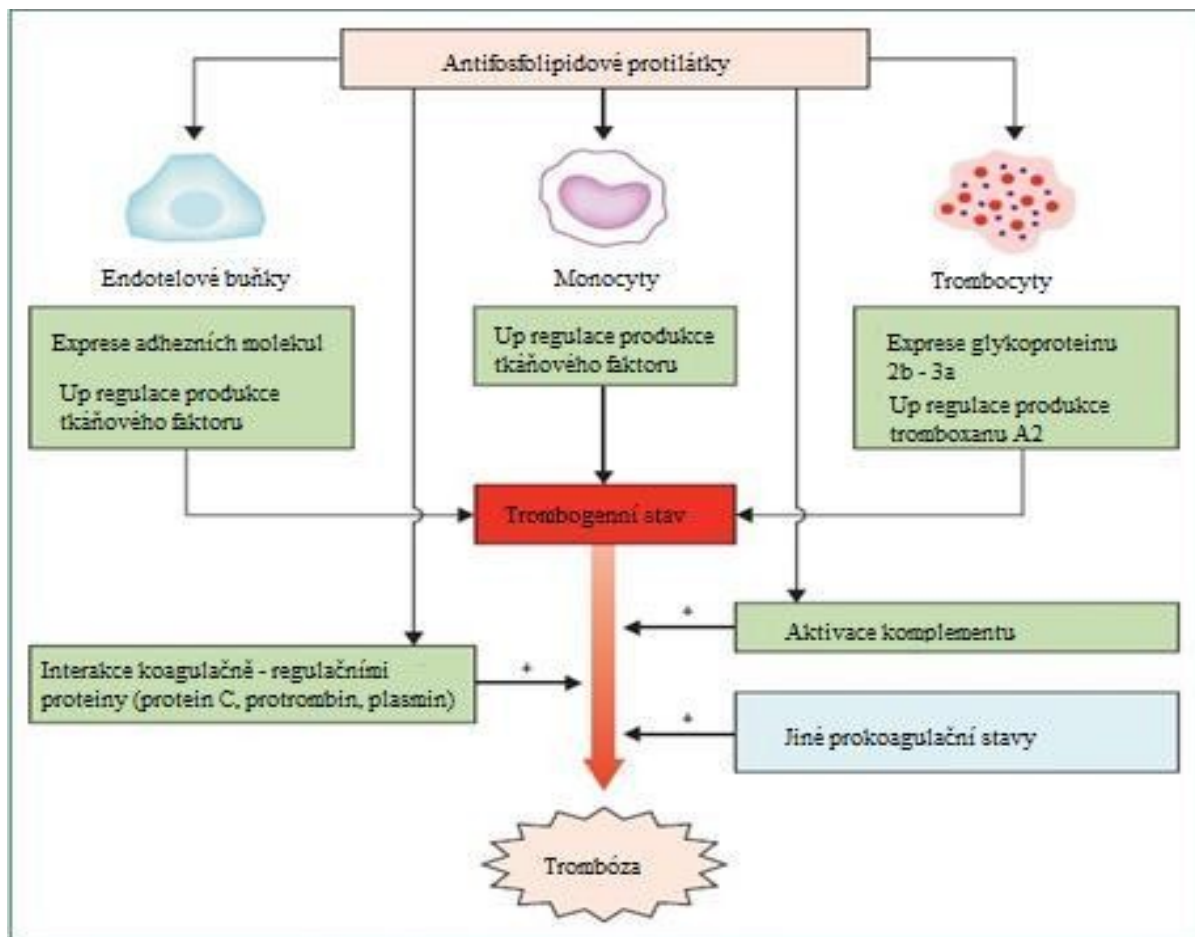 Antifosfolipidové protilátky
Endotelové buňky
Monocyty
Trombocyty
Exprese adhezních molekul
Up regulace produkce
tkáňového faktoru
Up regulace produkce
tkáňového faktoru
Exprese glykoproteinu
2b - 3a
Up regulace produkce
tromboxanu A2
Trombogenní stav
+
Aktivace komplementu
Interakce koagulačně - regulačními
proteiny (protein C, protrombin, plasmin)
+
+
Jiné prokoagulační stavy
Trombóza